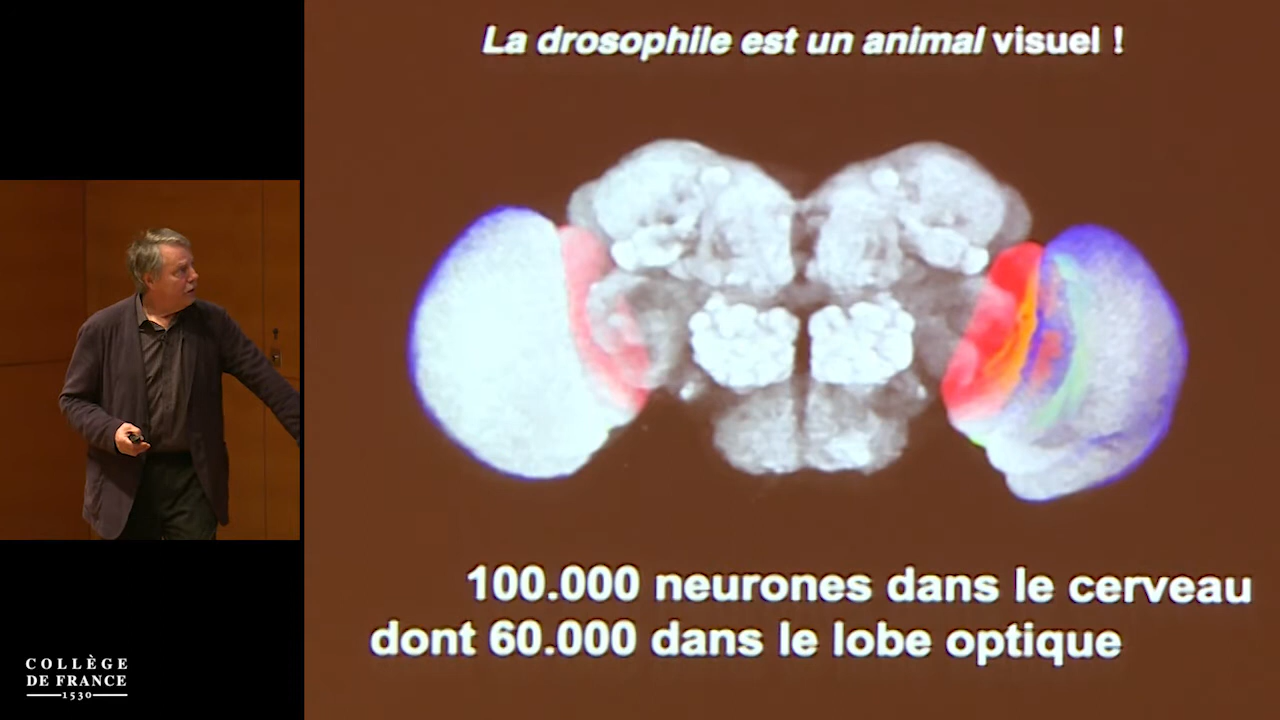 La drosophile est un animal visuel !
100.000 neurones dans le cerveau
dont 60.000 dans le lobe optique
COLLÈGE
DE FRANCE
1530